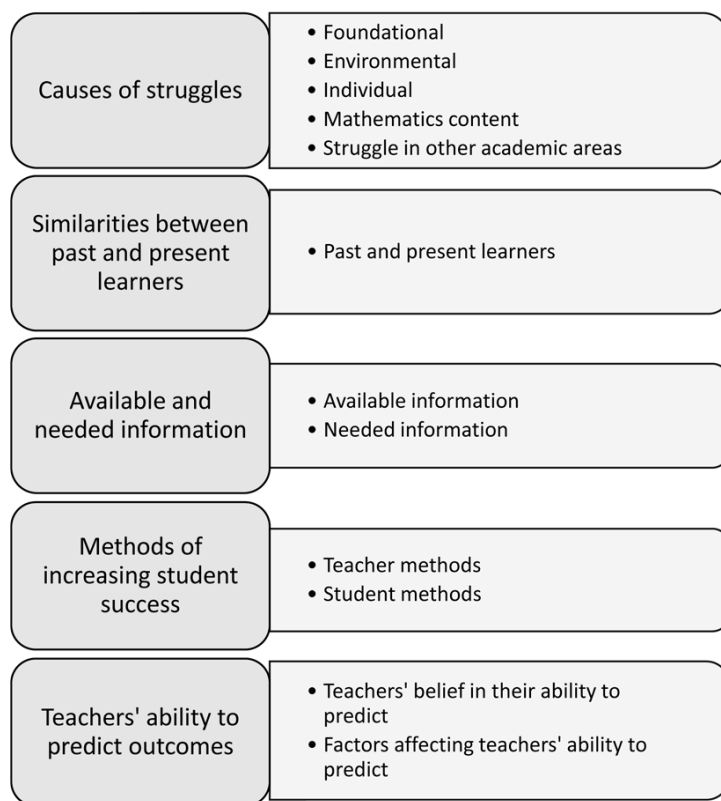 Causes of struggles
• Foundational
• Environmental
• Individual
• Mathematics content
• Struggle in other academic areas
Similarities between
past and present
learners
• Past and present learners
Available and
needed information
• Available information
• Needed information
Methods of
increasing student
success
• Teacher methods
• Student methods
Teachers' ability to
predict outcomes
• Teachers' belief in their ability to
predict
• Factors affecting teachers' ability to
predict